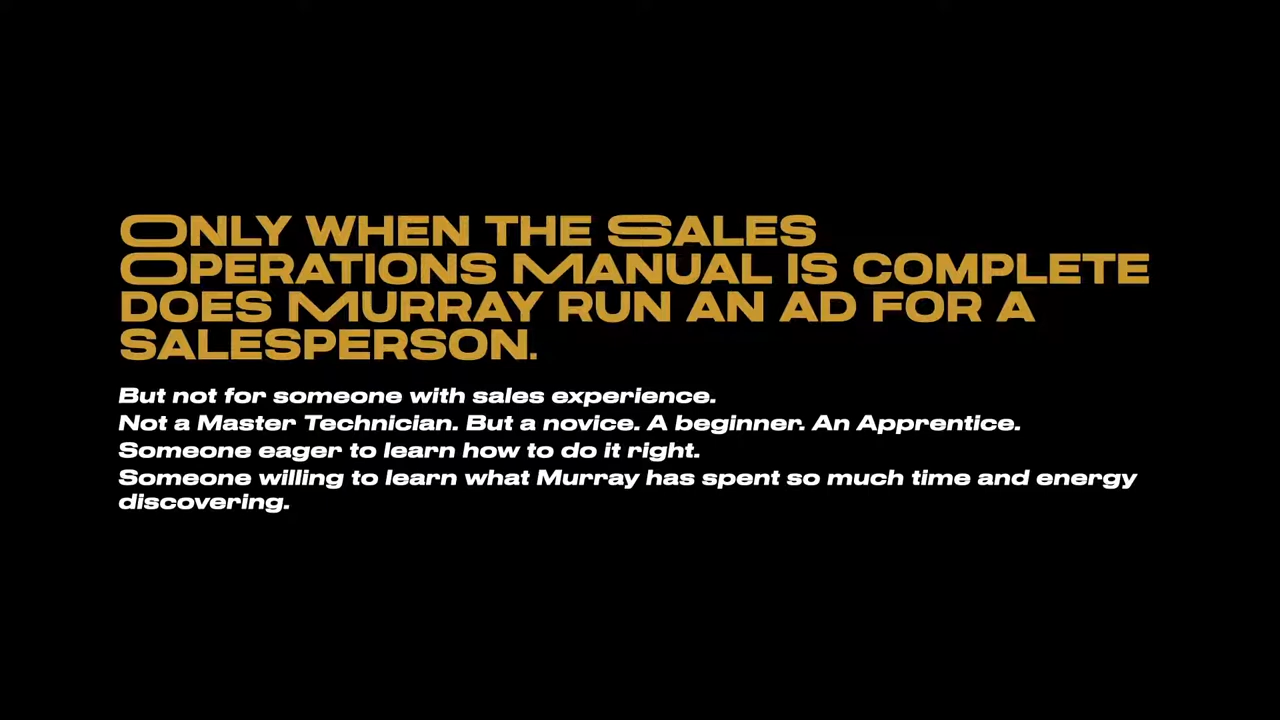 Only when the Sales
Operations Manual is complete
does Murray run an ad for a
salesperson.
But not for someone with sales experience.
Not a Master Technician. But a novice. A beginner. An Apprentice.
Someone eager to learn how to do it right.
Someone willing to learn what Murray has spent so much time and energy
discovering.